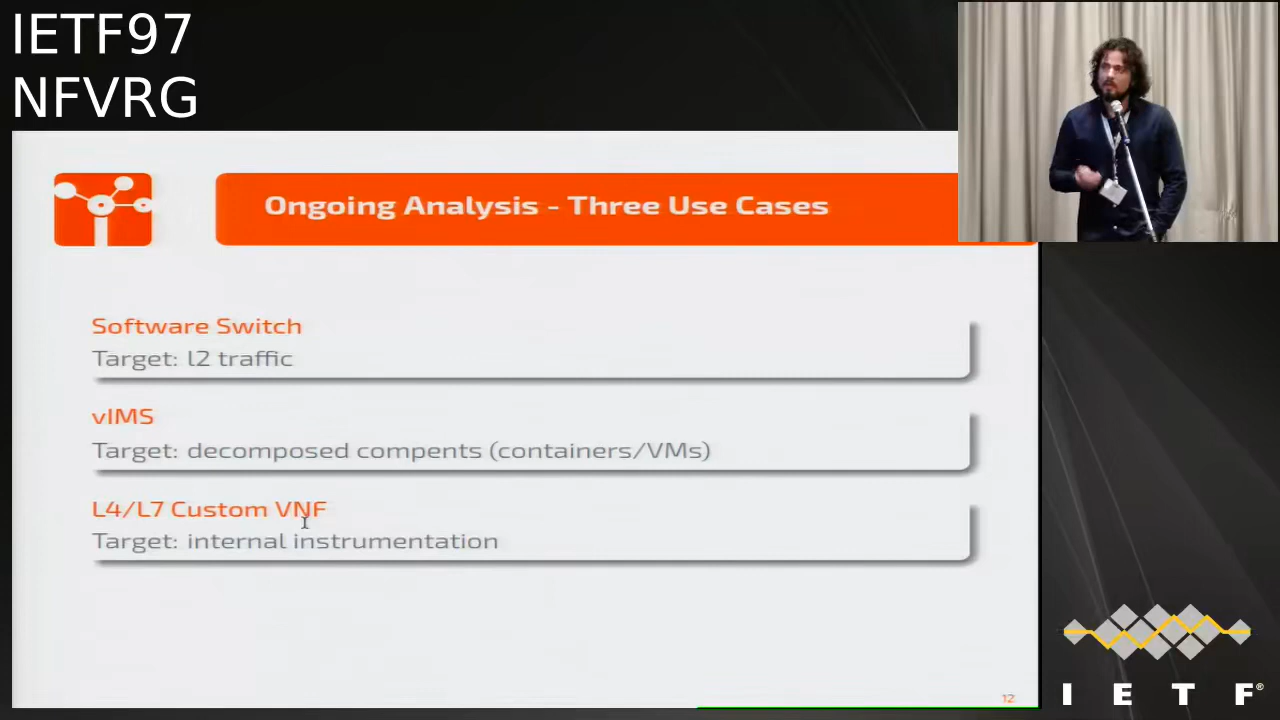 IETF97
NFVRG
Ongoing Analysis - Three Use Cases
Software Switch
Target: l2 traffic
vIMS
Target: decomposed compents (containers/VMs)
L4/L7 Custom VNF
Target: internal instrumentation
12
I E T F®